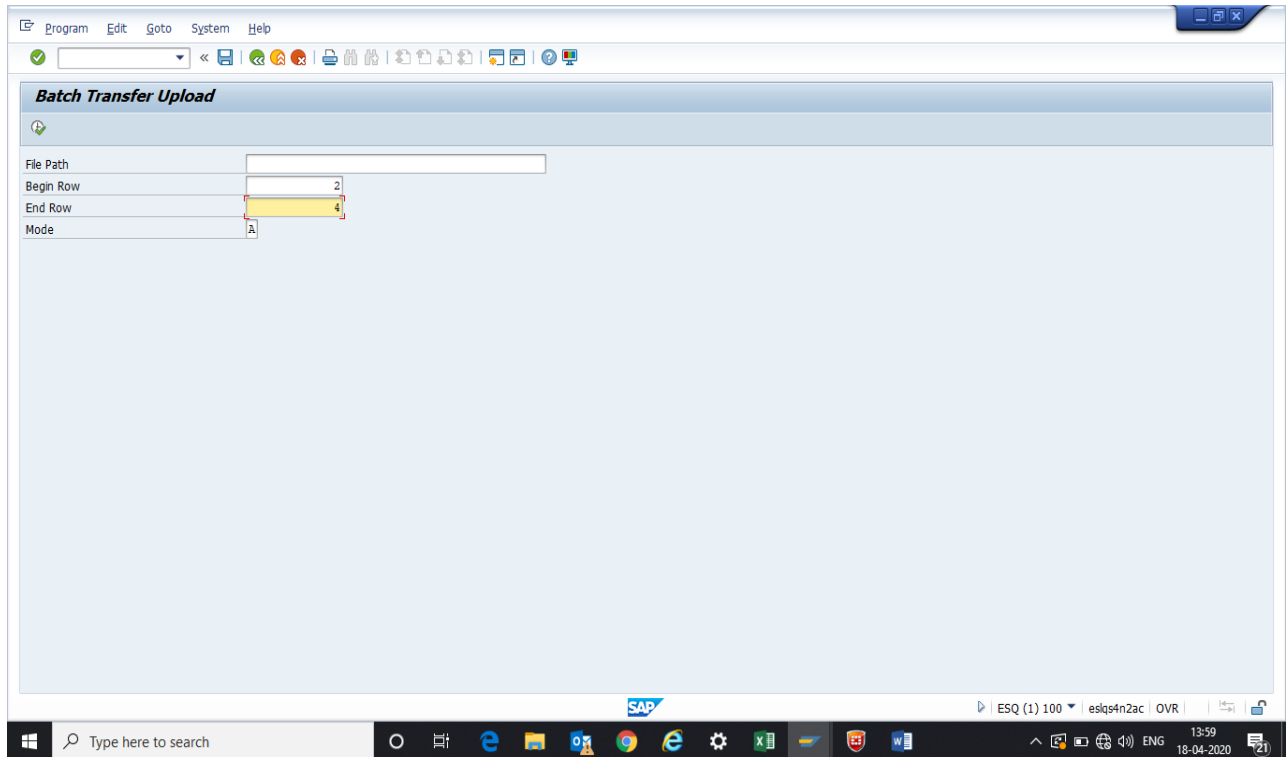 Program Edit Goto System Help
Batch Transfer Upload
File Path
Begin Row 2
End Row 4
Mode A
SAP ESQ (1) 100 eslqs4n2ac OVR
Type here to search ENG 13:59
18-04-2020 21